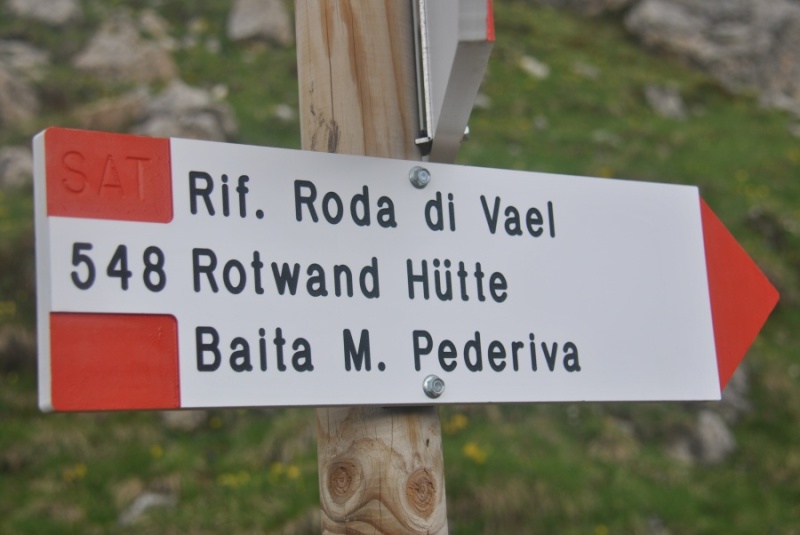 SAT
Rif. Roda di Vael
548 Rotwand Hütte
Baita M. Pederiva